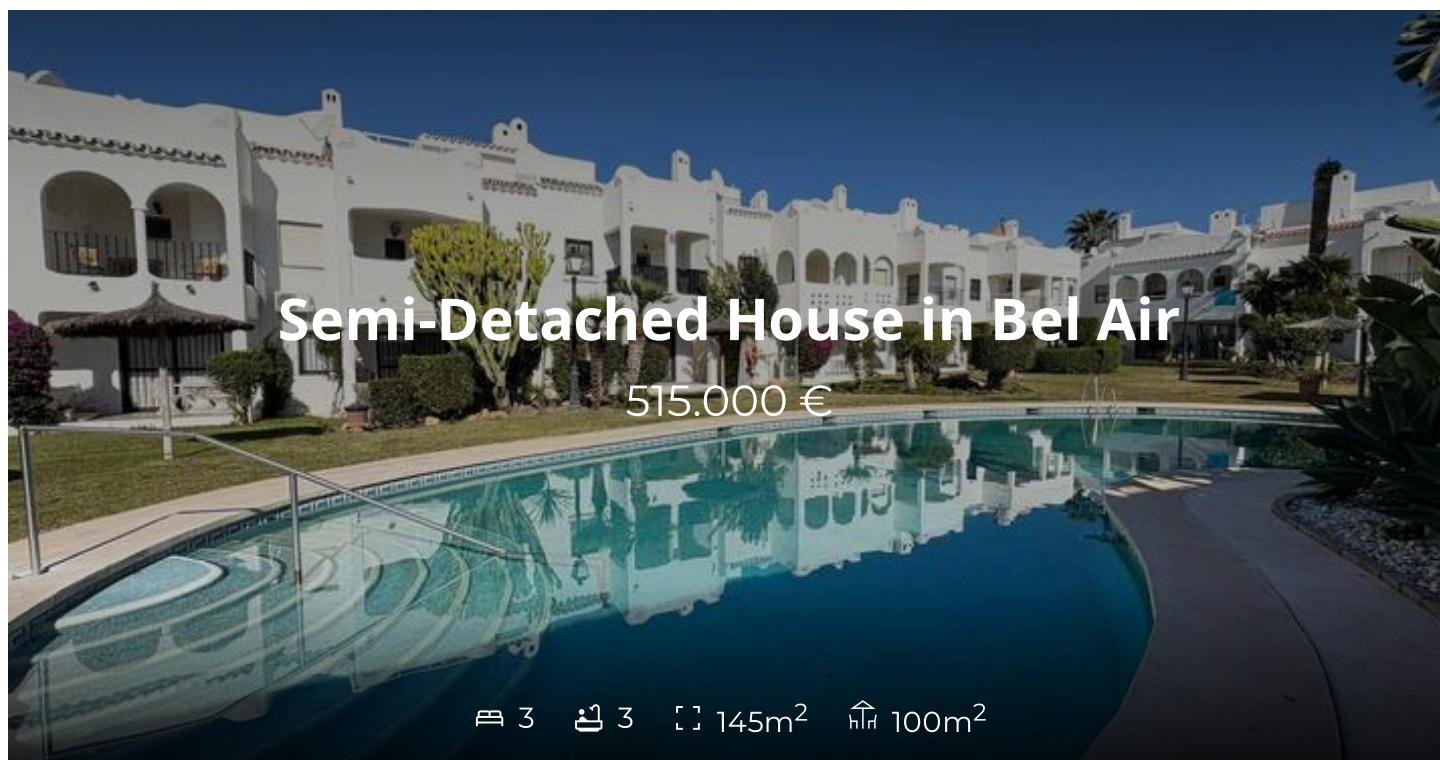 Semi-Detached House in Bel Air
515.000 €
3 3 145m² 100m²